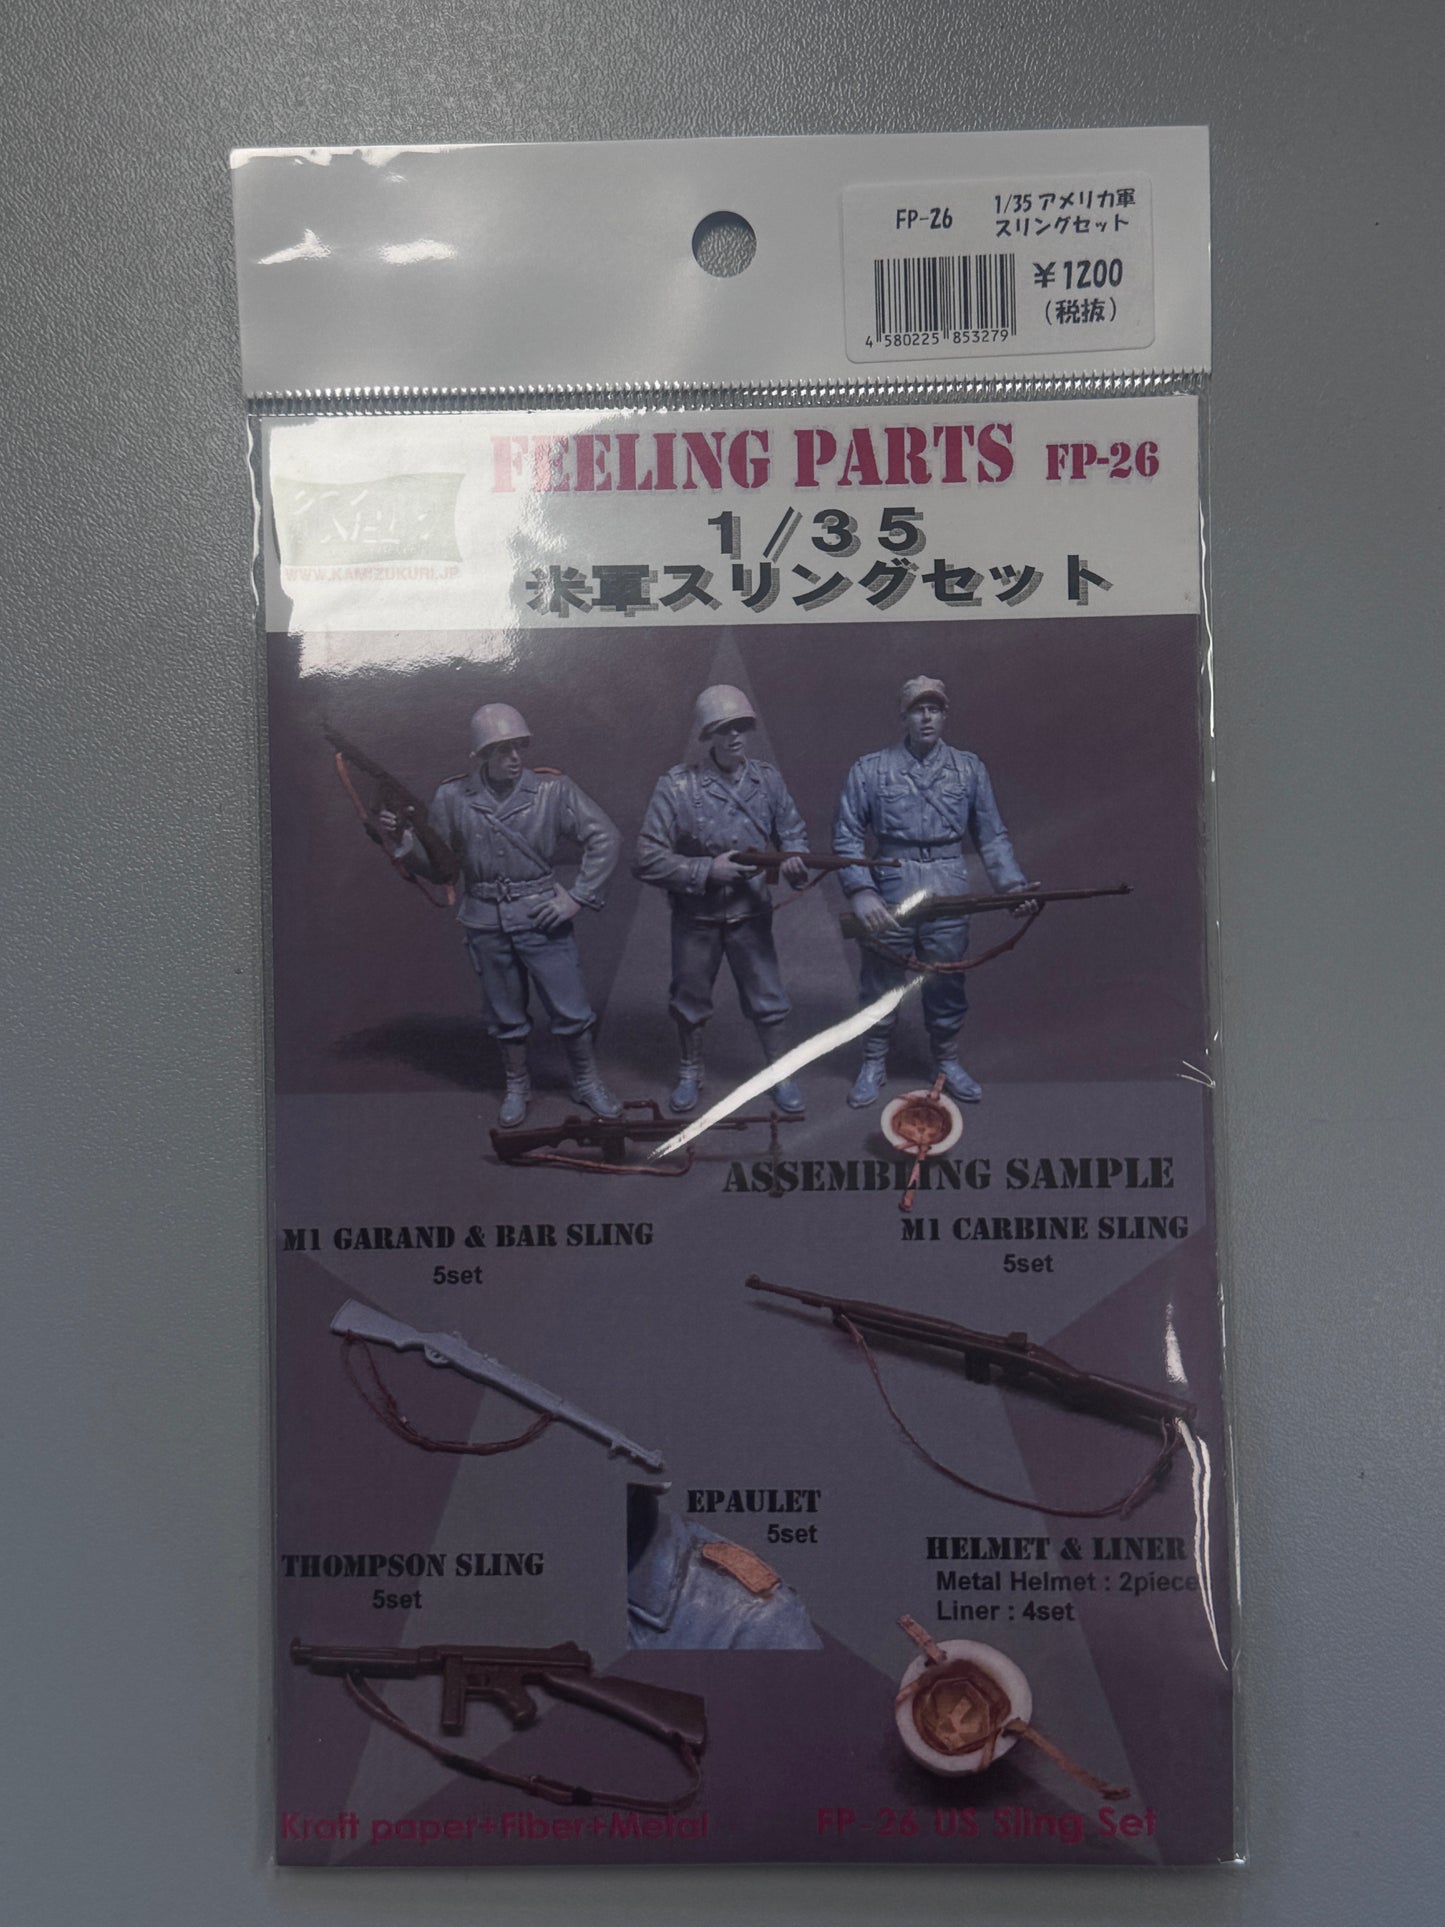 FP-26
1/35 アメリカ軍
スリングセット
¥1200
(税抜)
4 580225 853279
FEELING PARTS FP-26
1/35
米軍スリングセット
WWW.KAMIZUKURI.JP
ASSEMBLING SAMPLE
M1 GARAND & BAR SLING
5set
M1 CARBINE SLING
5set
EPAULET
5set
THOMPSON SLING
5set
HELMET & LINER
Metal Helmet : 2piece
Liner : 4set
Kraft paper+Fiber+Metal
FP-26 US Sling Set